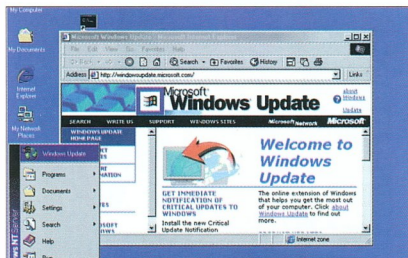 My Computer
My Documents
Internet
Explorer
My Network
Places
Microsoft Windows Update - Microsoft Internet Explorer
File Edit View Go Favorites Help
Search Favorites History
Address http://windowsupdate.microsoft.com/ Links
Microsoft
Windows Update
about
Windows
Update
SEARCH WRITE US SUPPORT WINDOWS SITES Microsoft Network Microsoft
WINDOWS UPDATE
HOME PAGE
GET IMMEDIATE
NOTIFICATION OF
CRITICAL UPDATES TO
WINDOWS
Install the new Critical
Update Notification
Welcome to
Windows
Update
The online extension of Windows
that helps you get the most out
of your computer. Click about
Windows Update to find out
more.
Internet zone
Windows Update
Programs
Documents
Settings
Search
Help
Run